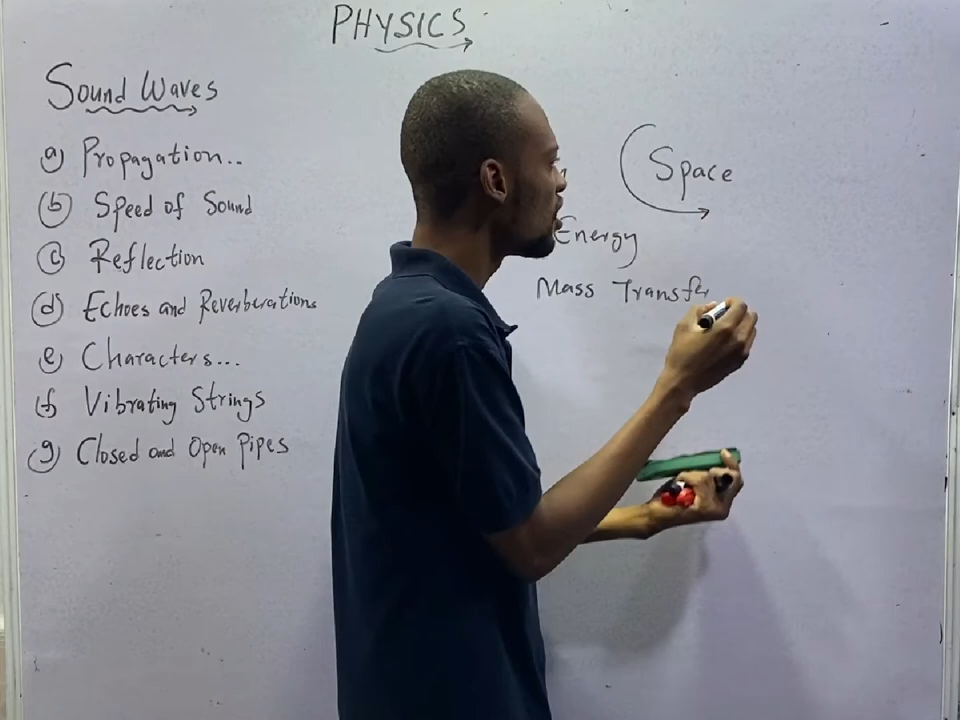 PHYSICS
Sound Waves
a) Propagation..
b) Speed of Sound
c) Reflection
d) Echoes and Reverberations
e) Characters...
f) Vibrating Strings
g) Closed and Open Pipes
Space
Energy
Mass Transfer